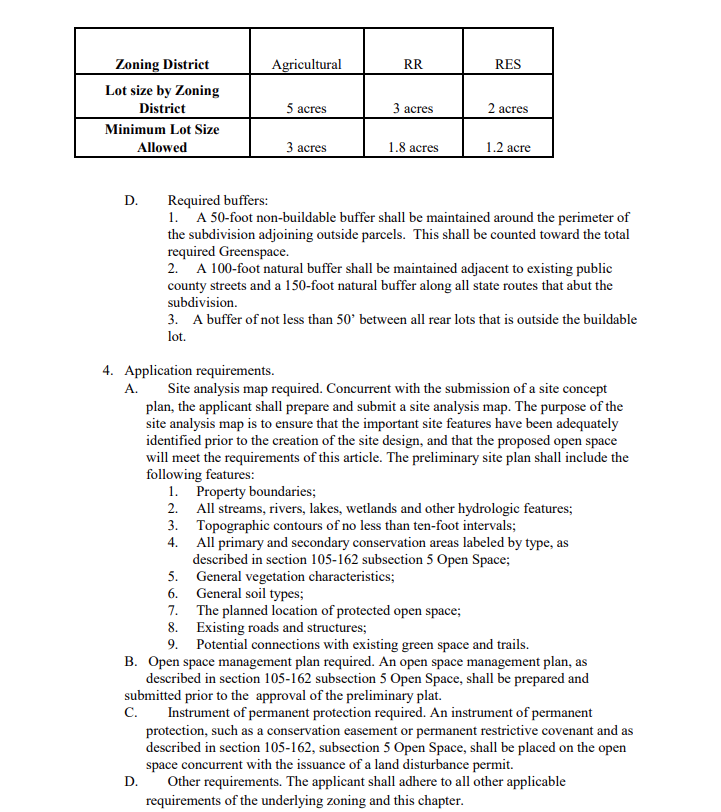 Zoning District Agricultural RR RES
Lot size by Zoning
District 5 acres 3 acres 2 acres
Minimum Lot Size
Allowed 3 acres 1.8 acres 1.2 acre
D. Required buffers:
1. A 50-foot non-buildable buffer shall be maintained around the perimeter of
the subdivision adjoining outside parcels. This shall be counted toward the total
required Greenspace.
2. A 100-foot natural buffer shall be maintained adjacent to existing public
county streets and a 150-foot natural buffer along all state routes that abut the
subdivision.
3. A buffer of not less than 50’ between all rear lots that is outside the buildable
lot.
4. Application requirements.
A. Site analysis map required. Concurrent with the submission of a site concept
plan, the applicant shall prepare and submit a site analysis map. The purpose of the
site analysis map is to ensure that the important site features have been adequately
identified prior to the creation of the site design, and that the proposed open space
will meet the requirements of this article. The preliminary site plan shall include the
following features:
1. Property boundaries;
2. All streams, rivers, lakes, wetlands and other hydrologic features;
3. Topographic contours of no less than ten-foot intervals;
4. All primary and secondary conservation areas labeled by type, as
described in section 105-162 subsection 5 Open Space;
5. General vegetation characteristics;
6. General soil types;
7. The planned location of protected open space;
8. Existing roads and structures;
9. Potential connections with existing green space and trails.
B. Open space management plan required. An open space management plan, as
described in section 105-162 subsection 5 Open Space, shall be prepared and
submitted prior to the approval of the preliminary plat.
C. Instrument of permanent protection required. An instrument of permanent
protection, such as a conservation easement or permanent restrictive covenant and as
described in section 105-162, subsection 5 Open Space, shall be placed on the open
space concurrent with the issuance of a land disturbance permit.
D. Other requirements. The applicant shall adhere to all other applicable
requirements of the underlying zoning and this chapter.